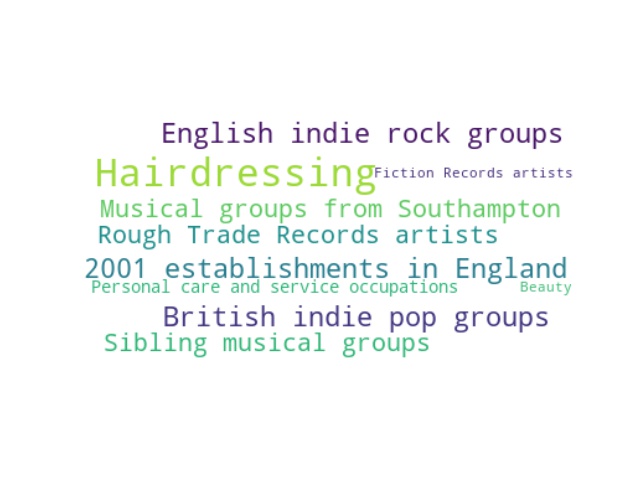 English indie rock groups
Hairdressing
Fiction Records artists
Musical groups from Southampton
Rough Trade Records artists
2001 establishments in England
Personal care and service occupations
Beauty
British indie pop groups
Sibling musical groups